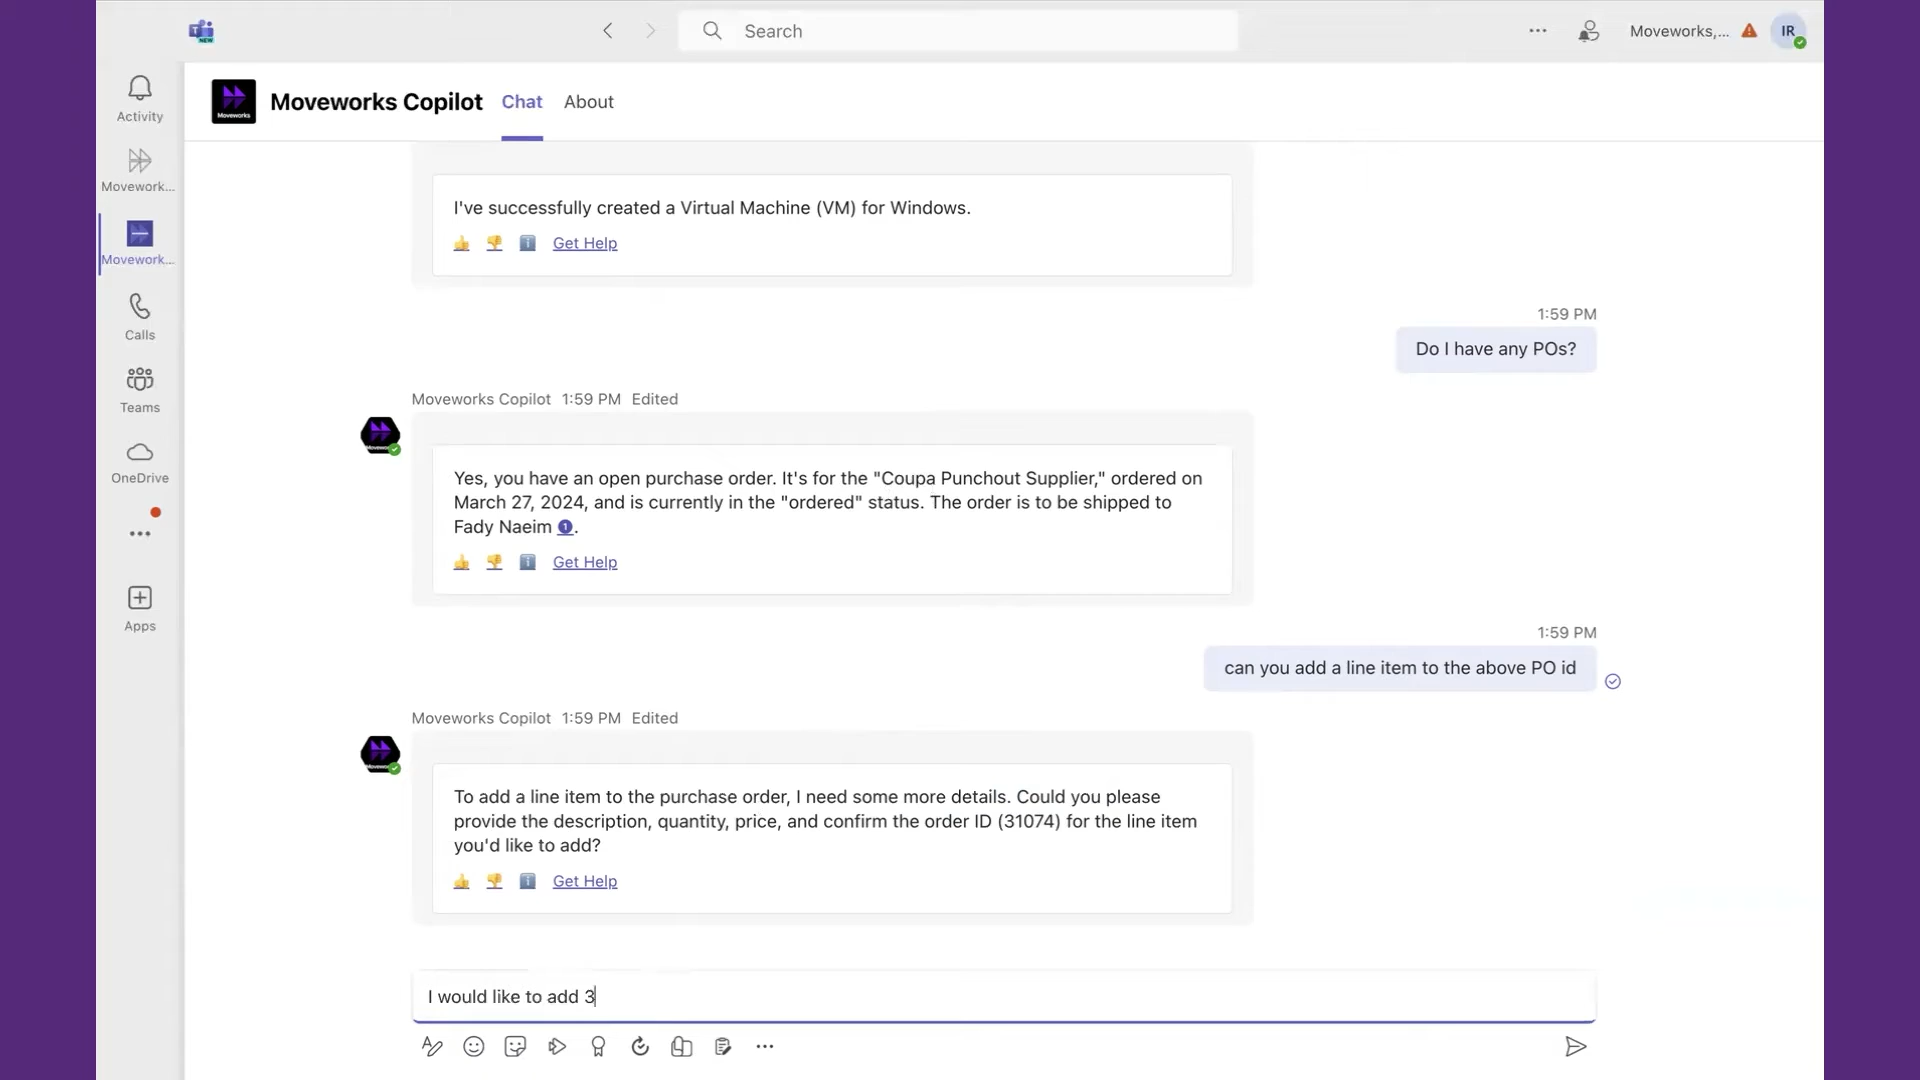 Search
Moveworks,...
IR
NEW
Activity
Movework...
Movework...
Calls
Teams
OneDrive
Apps
Moveworks
Moveworks Copilot
Chat
About
I've successfully created a Virtual Machine (VM) for Windows.
Get Help
1:59 PM
Do I have any POs?
Moveworks Copilot 1:59 PM Edited
Yes, you have an open purchase order. It's for the "Coupa Punchout Supplier," ordered on
March 27, 2024, and is currently in the "ordered" status. The order is to be shipped to
Fady Naeim 1.
Get Help
1:59 PM
can you add a line item to the above PO id
Moveworks Copilot 1:59 PM Edited
To add a line item to the purchase order, I need some more details. Could you please
provide the description, quantity, price, and confirm the order ID (31074) for the line item
you'd like to add?
Get Help
I would like to add 3